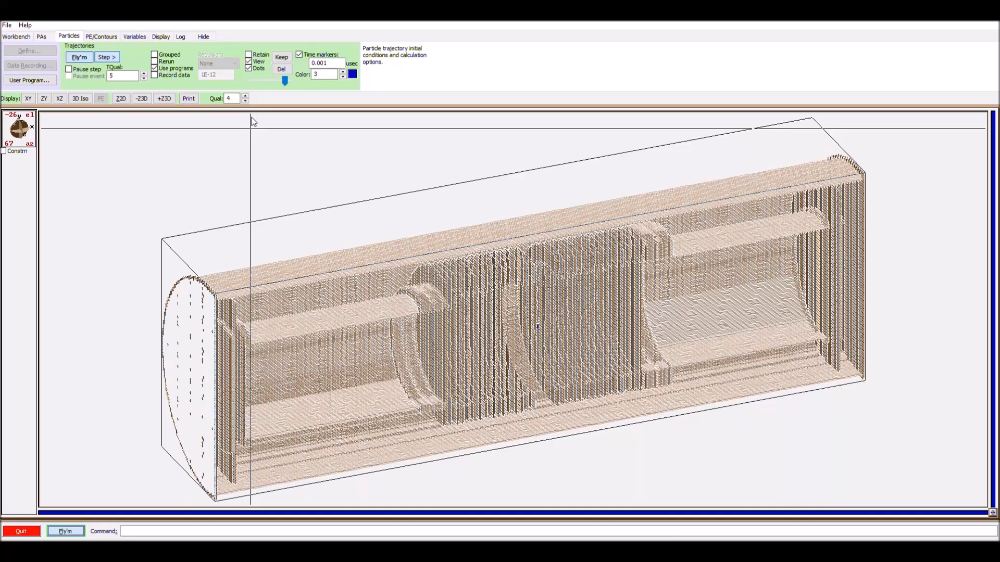 File Help
Workbench PAs Particles PE/Contours Variables Display Log Hide
Define...
Data Recording...
User Program...
Trajectories
Fly'm Step >
Pause step
Pause event
TQual:
5
Grouped
Rerun
Use programs
Record data
Repulsion:
None
1E-12
Retain
View
Dots
Keep
Del
Time markers:
0.001 usec
Color: 3
Particle trajectory initial
conditions and calculation
options.
Display: XY ZY XZ 3D Iso PE Z2D -Z3D +Z3D Print Qual: 4
-26 y el
x
z
67 az
Constrn
Quit Fly'm Command: